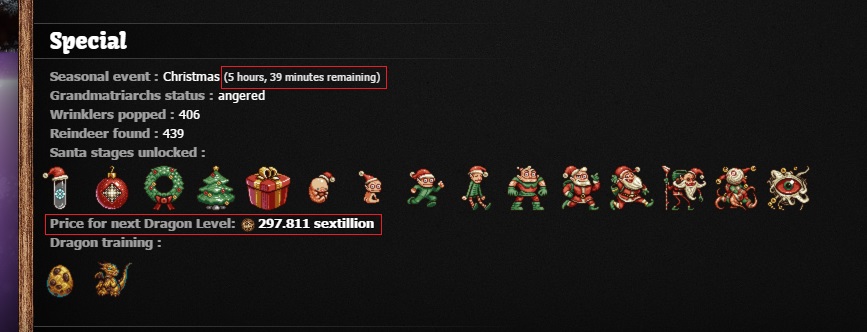 Special
Seasonal event : Christmas (5 hours, 39 minutes remaining)
Grandmatriarchs status : angered
Wrinklers popped : 406
Reindeer found : 439
Santa stages unlocked :
Price for next Dragon Level: 297.811 sextillion
Dragon training :